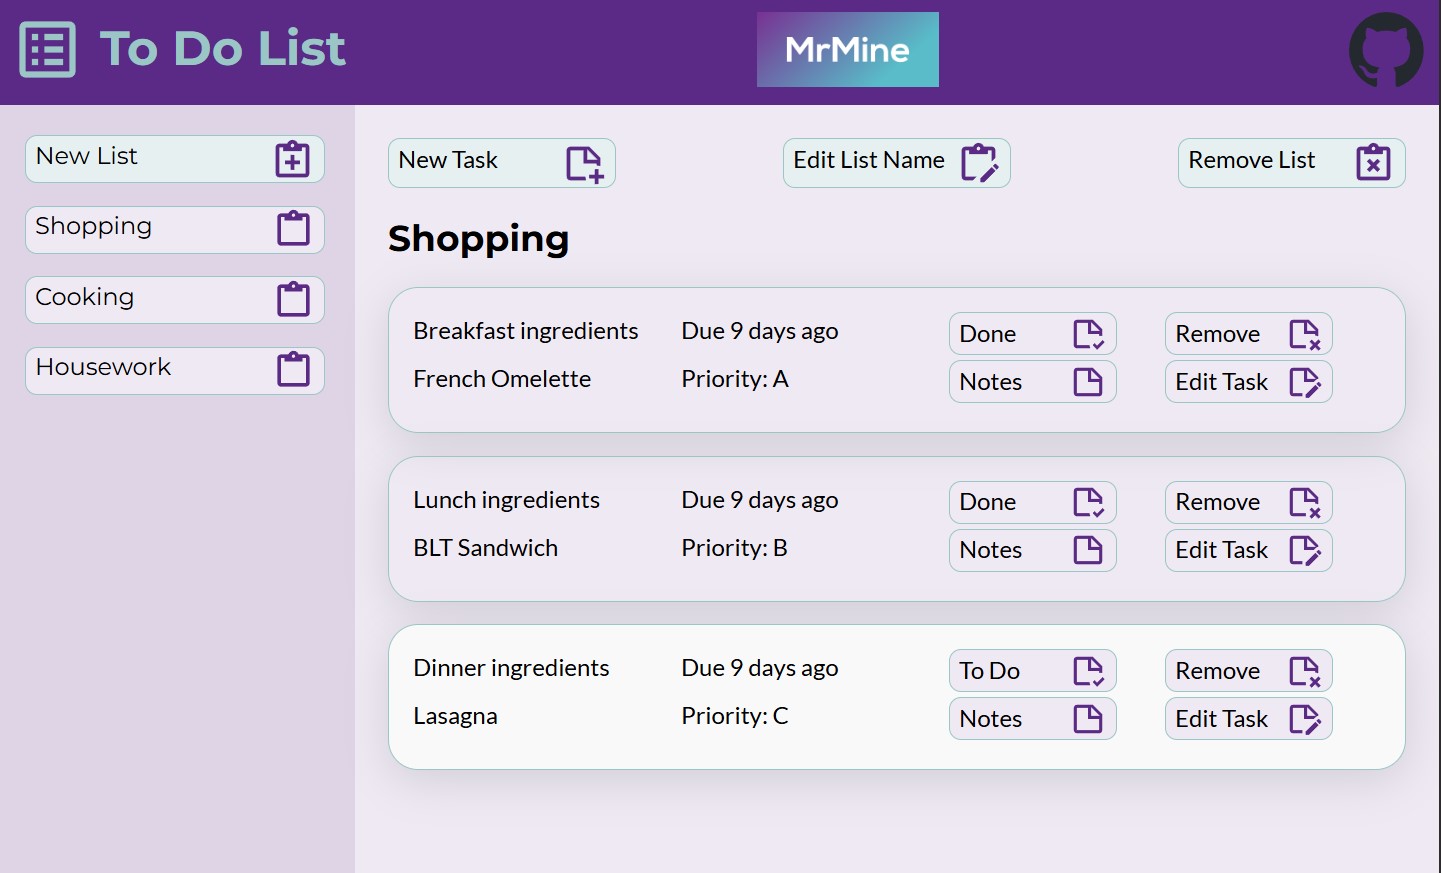 To Do List
MrMine
New List
Shopping
Cooking
Housework
New Task
Edit List Name
Remove List
Shopping
Breakfast ingredients
Due 9 days ago
Done
Remove
French Omelette
Priority: A
Notes
Edit Task
Lunch ingredients
Due 9 days ago
Done
Remove
BLT Sandwich
Priority: B
Notes
Edit Task
Dinner ingredients
Due 9 days ago
To Do
Remove
Lasagna
Priority: C
Notes
Edit Task